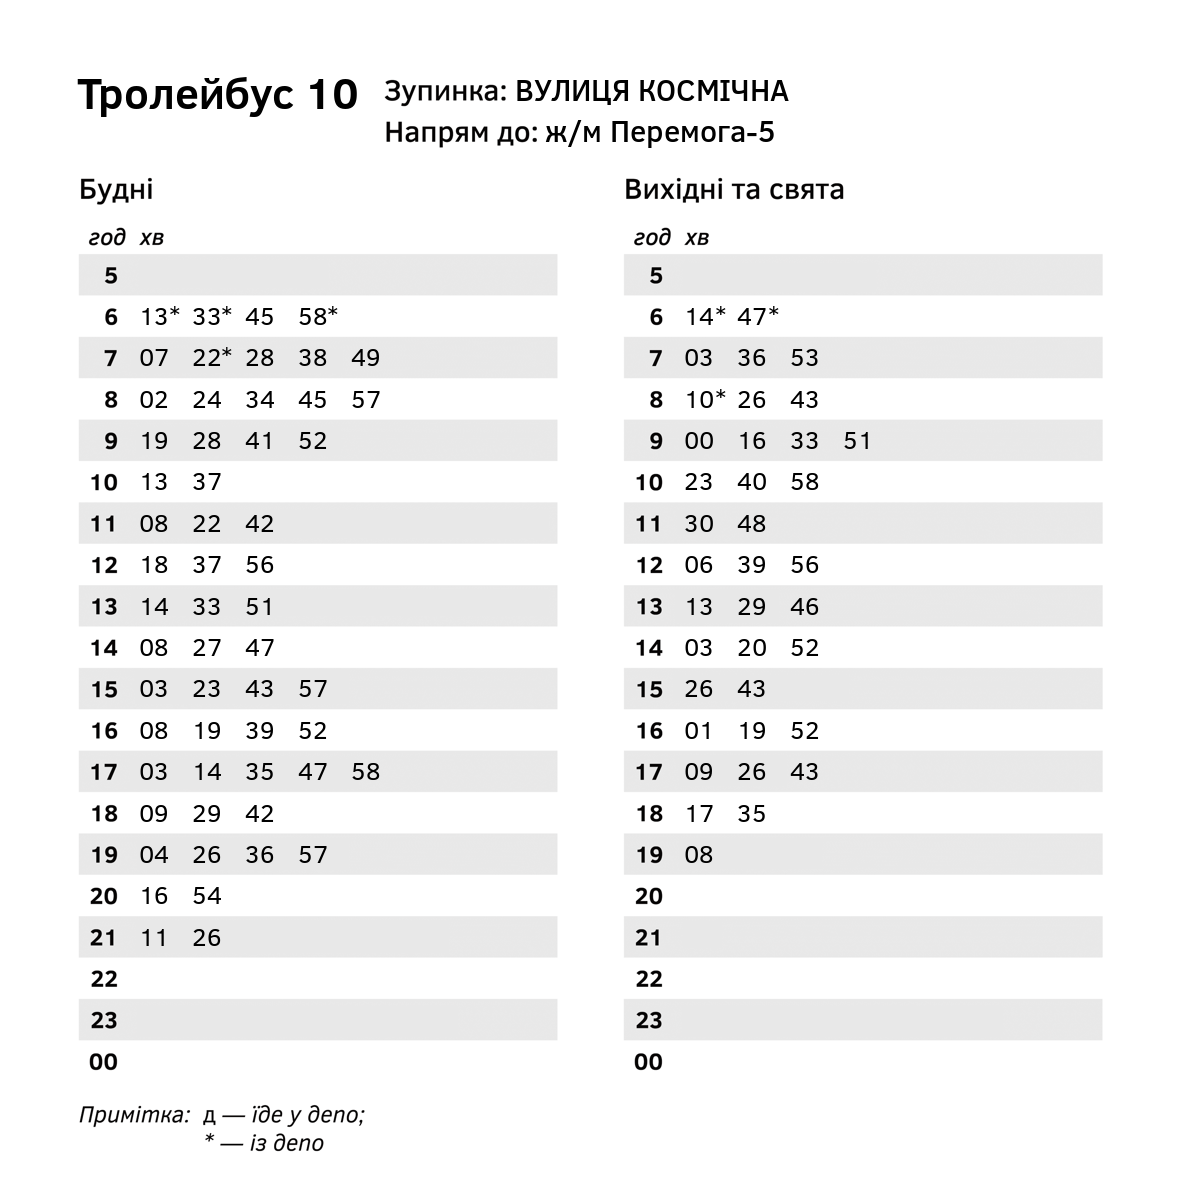 Тролейбус 10
Зупинка: ВУЛИЦЯ КОСМІЧНА
Напрям до: ж/м Перемога-5
Будні
год хв
5
6 13* 33* 45 58*
7 07 22* 28 38 49
8 02 24 34 45 57
9 19 28 41 52
10 13 37
11 08 22 42
12 18 37 56
13 14 33 51
14 08 27 47
15 03 23 43 57
16 08 19 39 52
17 03 14 35 47 58
18 09 29 42
19 04 26 36 57
20 16 54
21 11 26
22
23
00
Вихідні та свята
год хв
5
6 14* 47*
7 03 36 53
8 10* 26 43
9 00 16 33 51
10 23 40 58
11 30 48
12 06 39 56
13 13 29 46
14 03 20 52
15 26 43
16 01 19 52
17 09 26 43
18 17 35
19 08
20
21
22
23
00
Примітка: д — їде у депо;
* — із депо